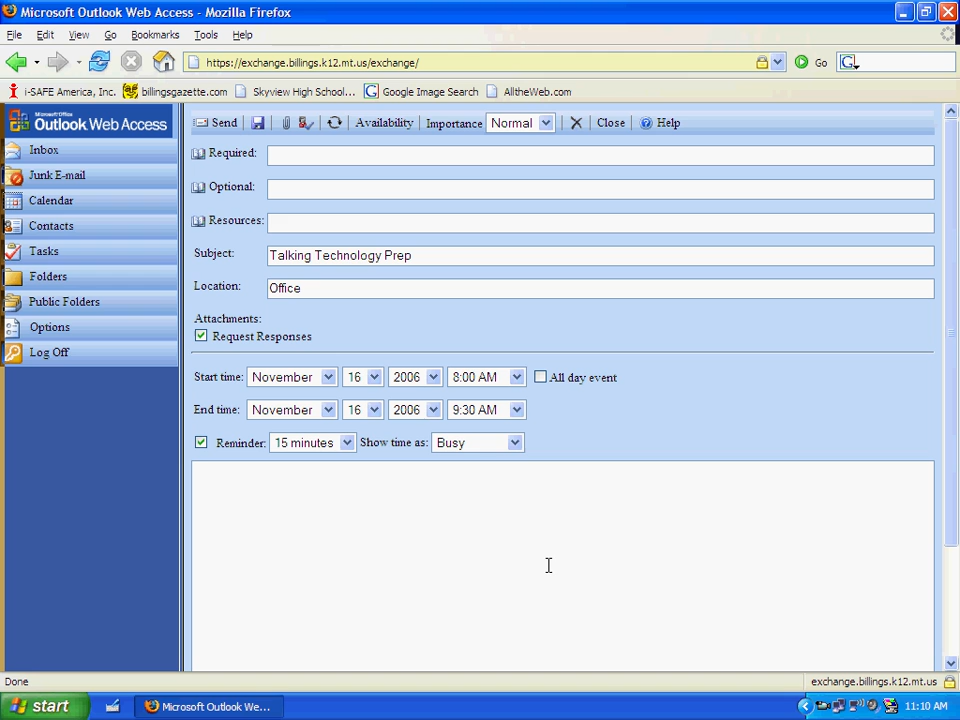 Microsoft Outlook Web Access - Mozilla Firefox
File Edit View Go Bookmarks Tools Help
https://exchange.billings.k12.mt.us/exchange/ Go G
i-SAFE America, Inc. billingsgazette.com Skyview High School... G Google Image Search AlltheWeb.com
Microsoft Office
Outlook Web Access
Inbox
Junk E-mail
Calendar
Contacts
Tasks
Folders
Public Folders
Options
Log Off
Send Availability Importance Normal Close Help
Required:
Optional:
Resources:
Subject: Talking Technology Prep
Location: Office
Attachments:
Request Responses
Start time: November 16 2006 8:00 AM All day event
End time: November 16 2006 9:30 AM
Reminder: 15 minutes Show time as: Busy
Done exchange.billings.k12.mt.us
start Microsoft Outlook We... 11:10 AM